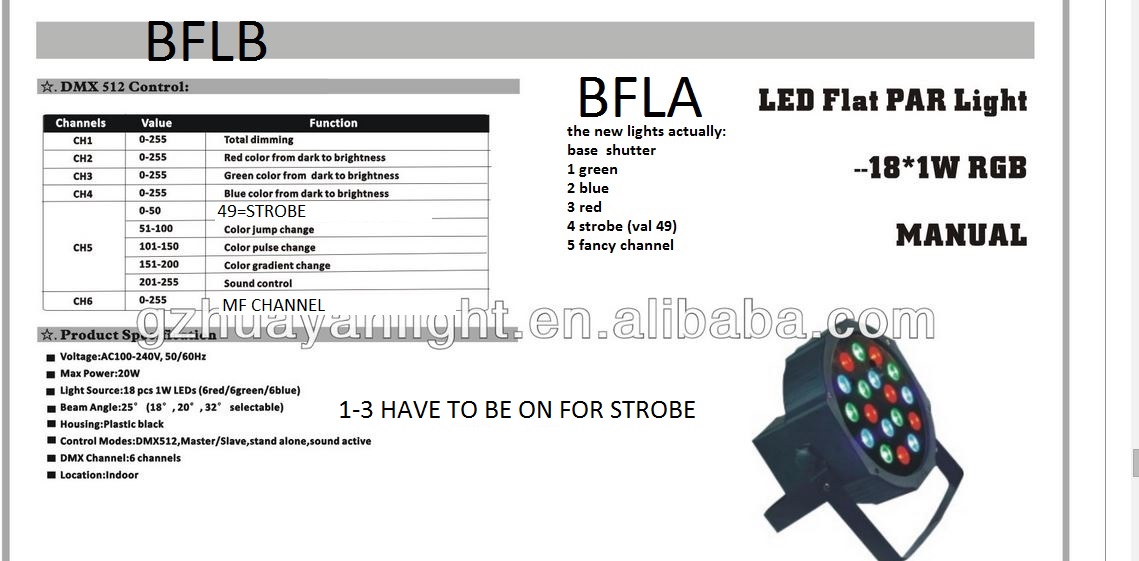 BFLB
☆. DMX 512 Control:
Channels Value Function
CH1 0-255 Total dimming
CH2 0-255 Red color from dark to brightness
CH3 0-255 Green color from dark to brightness
CH4 0-255 Blue color from dark to brightness
CH5 0-50 49=STROBE
51-100 Color jump change
101-150 Color pulse change
151-200 Color gradient change
201-255 Sound control
CH6 0-255 MF CHANNEL
BFLA
the new lights actually:
base shutter
1 green
2 blue
3 red
4 strobe (val 49)
5 fancy channel
LED Flat PAR Light
--18*1W RGB
MANUAL
gzhuayanlight.en.alibaba.com
☆. Product Specification
Voltage:AC100-240V, 50/60Hz
Max Power:20W
Light Source:18 pcs 1W LEDs (6red/6green/6blue)
Beam Angle:25° (18°, 20°, 32° selectable)
Housing:Plastic black
Control Modes:DMX512,Master/Slave,stand alone,sound active
DMX Channel:6 channels
Location:Indoor
1-3 HAVE TO BE ON FOR STROBE